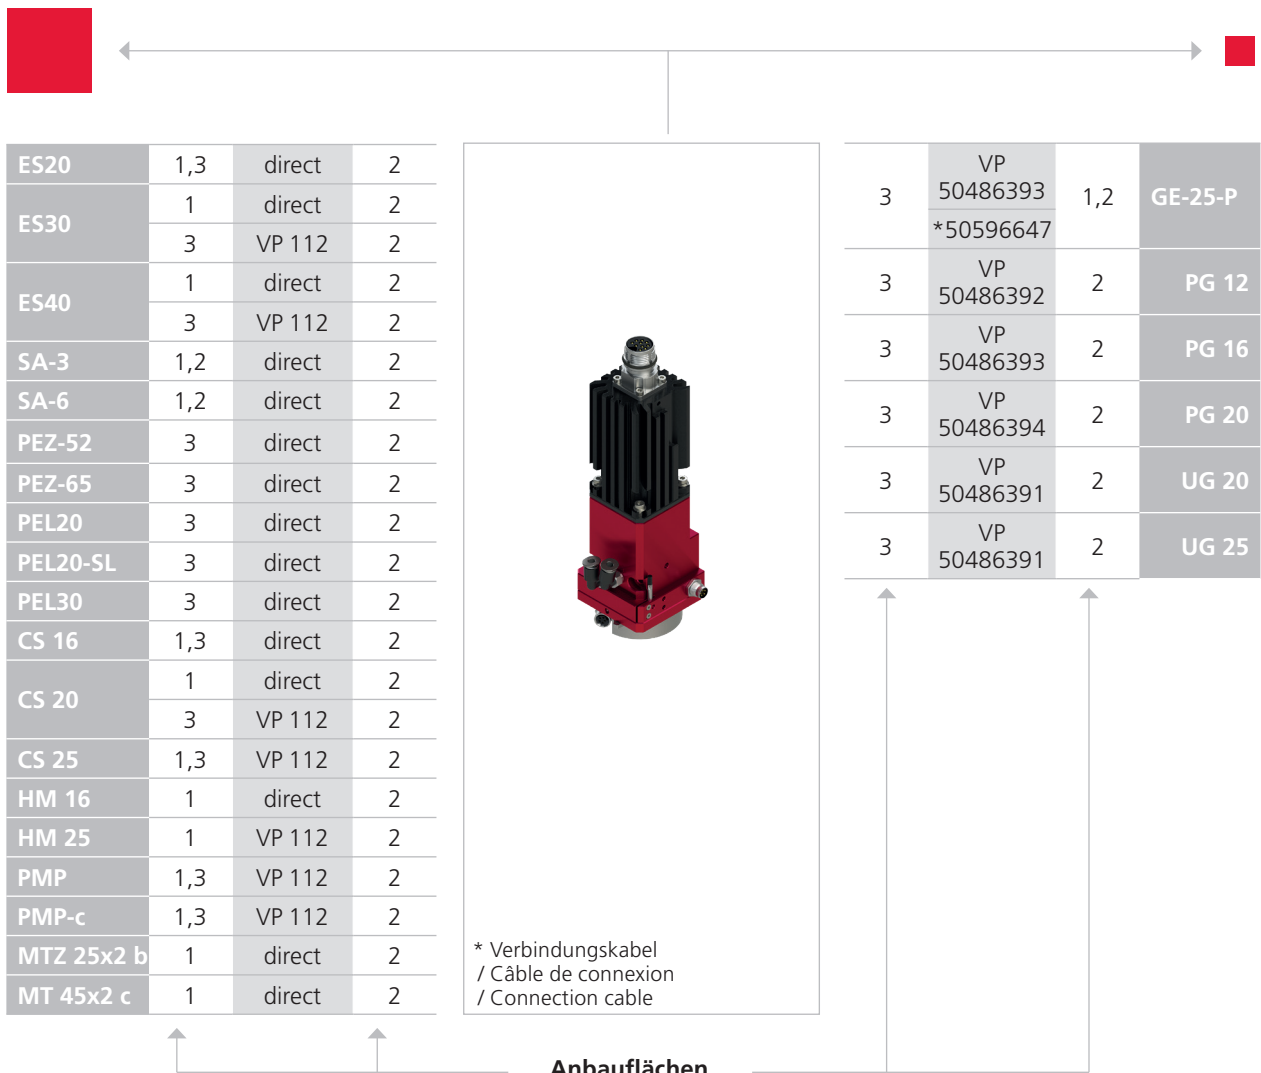 ES20 1,3 direct 2
ES30 1 direct 2
3 VP 112 2
ES40 1 direct 2
3 VP 112 2
SA-3 1,2 direct 2
SA-6 1,2 direct 2
PEZ-52 3 direct 2
PEZ-65 3 direct 2
PEL20 3 direct 2
PEL20-SL 3 direct 2
PEL30 3 direct 2
CS 16 1,3 direct 2
CS 20 1 direct 2
3 VP 112 2
CS 25 1,3 VP 112 2
HM 16 1 direct 2
HM 25 1 VP 112 2
PMP 1,3 VP 112 2
PMP-c 1,3 VP 112 2
MTZ 25x2 b 1 direct 2
MT 45x2 c 1 direct 2
* Verbindungskabel
/ Câble de connexion
/ Connection cable
3 VP 50486393 1,2 GE-25-P
*50596647
3 VP 50486392 2 PG 12
3 VP 50486393 2 PG 16
3 VP 50486394 2 PG 20
3 VP 50486391 2 UG 20
3 VP 50486391 2 UG 25
Anbauflächen